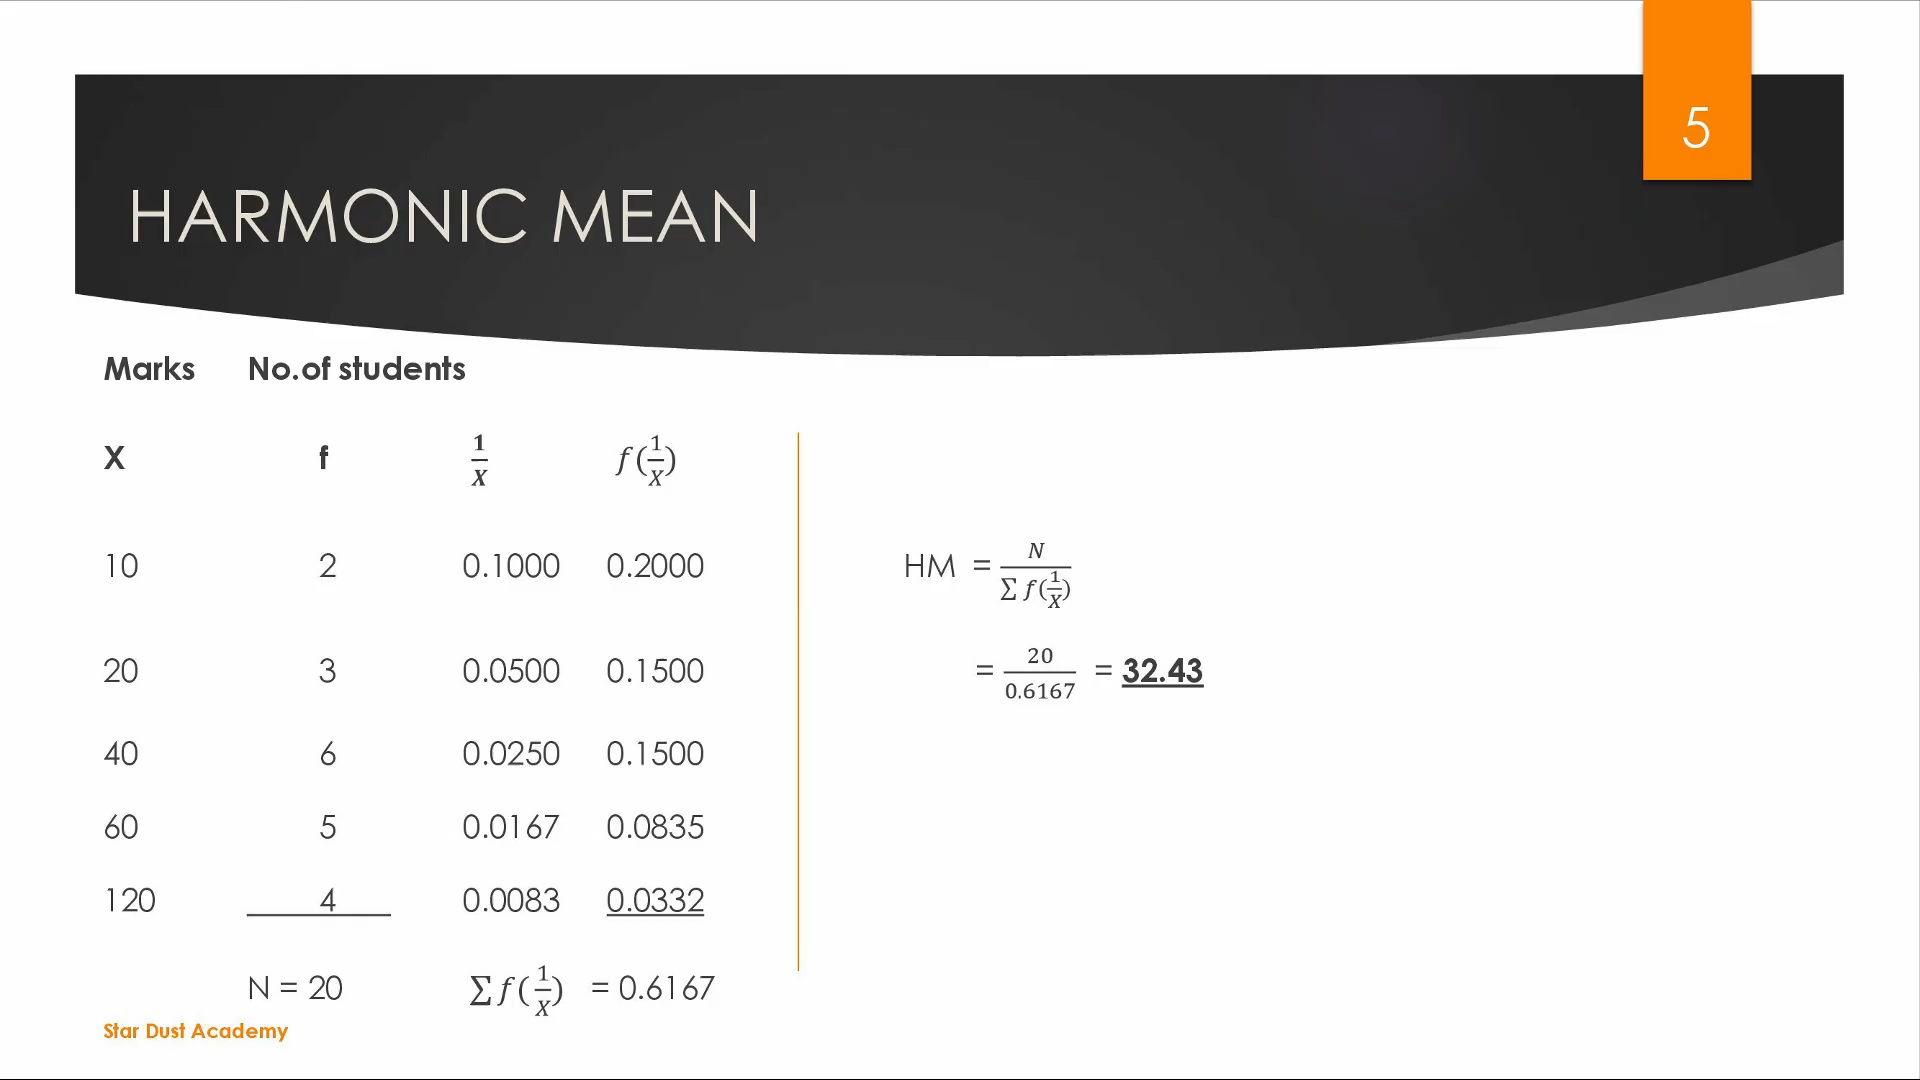 5
HARMONIC MEAN
Marks No.of students
X f 1/X f(1/X)
10 2 0.1000 0.2000
20 3 0.0500 0.1500
40 6 0.0250 0.1500
60 5 0.0167 0.0835
120 4 0.0083 0.0332
N = 20 ∑f(1/X) = 0.6167
HM = N/∑f(1/X)
= 20/0.6167 = 32.43
Star Dust Academy